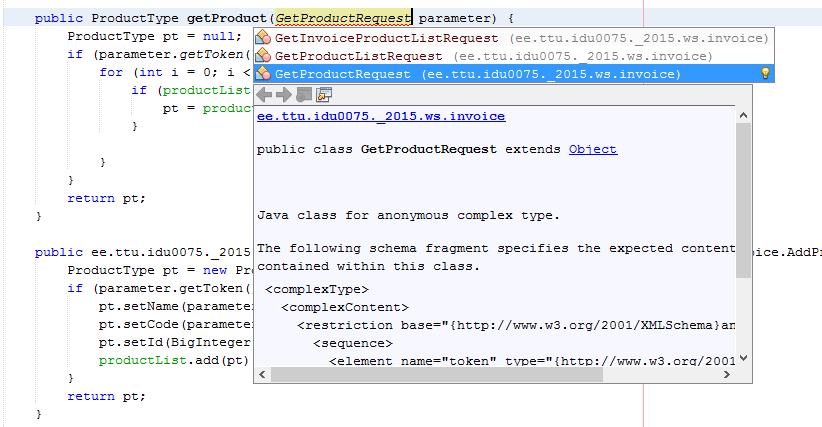 public ProductType getProduct(GetProductRequest parameter) {
ProductType pt = null;
if (parameter.getToken(
for (int i = 0; i <
if (productList
pt = produc
}
}
}
return pt;
}
GetInvoiceProductListRequest (ee.ttu.idu0075._2015.ws.invoice)
GetProductListRequest (ee.ttu.idu0075._2015.ws.invoice)
GetProductRequest (ee.ttu.idu0075._2015.ws.invoice)
ee.ttu.idu0075._2015.ws.invoice
public class GetProductRequest extends Object
Java class for anonymous complex type.
The following schema fragment specifies the expected content
contained within this class.
<complexType>
<complexContent>
<restriction base="{http://www.w3.org/2001/XMLSchema}an
<sequence>
<element name="token" type="{http://www.w3.org/2001
public ee.ttu.idu0075._2015 oice.AddPr
ProductType pt = new Pro
if (parameter.getToken(
pt.setName(parameter
pt.setCode(parameter
pt.setId(BigInteger
productList.add(pt)
}
return pt;
}